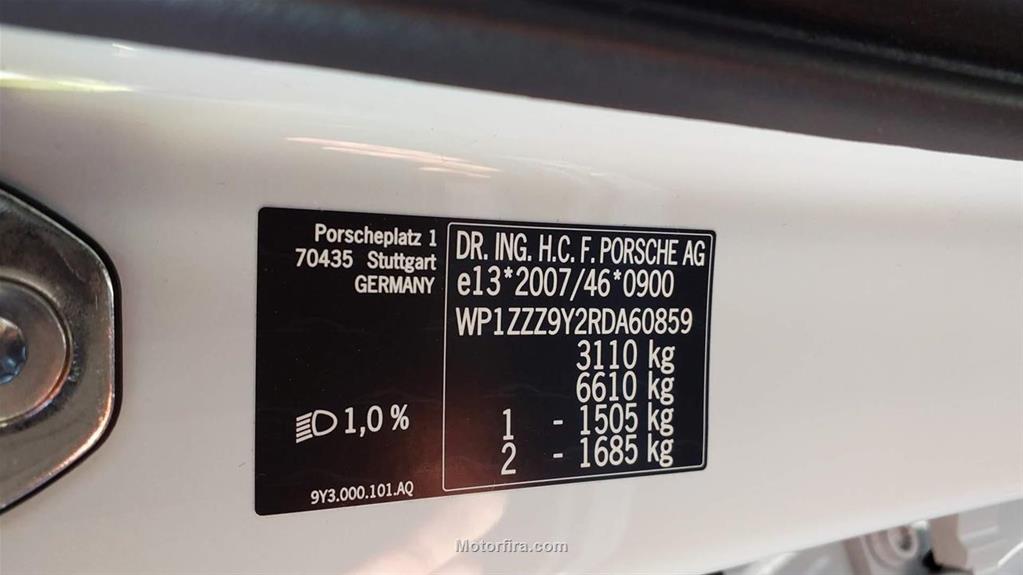 Porscheplatz 1
70435 Stuttgart
GERMANY
1,0 %
9Y3.000.101.AQ
DR. ING. H.C. F. PORSCHE AG
e13*2007/46*0900
WP1ZZZ9Y2RDA60859
3110 kg
6610 kg
1 - 1505 kg
2 - 1685 kg
Motorfira.com